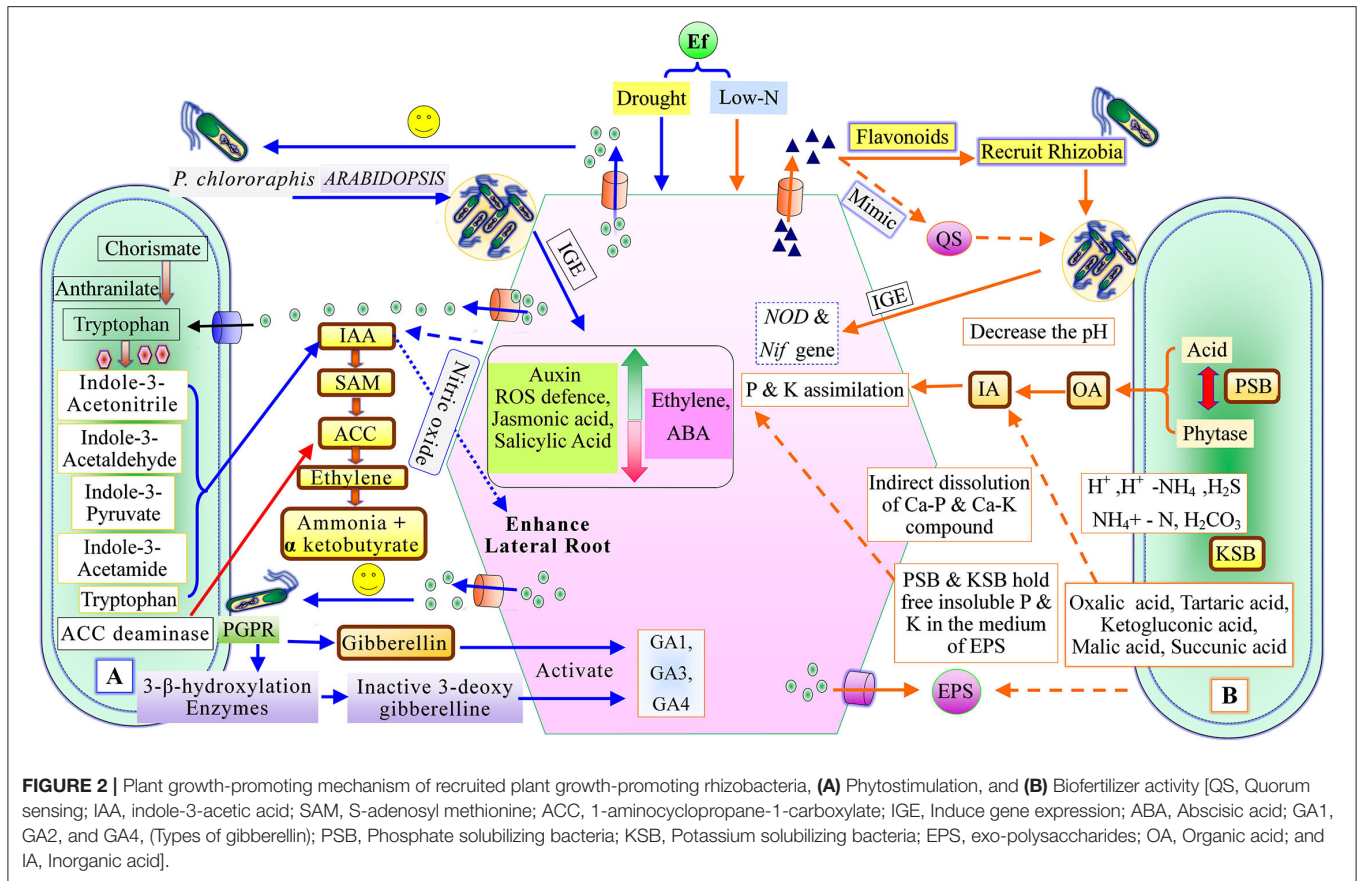 Ef
Drought
Low-N
P. chlororaphis
ARABIDOPSIS
Flavonoids
Recruit Rhizobia
Mimic
QS
IGE
IGE
Chorismate
Anthranilate
Tryptophan
Indole-3-
Acetonitrile
Indole-3-
Acetaldehyde
Indole-3-
Pyruvate
Indole-3-
Acetamide
Tryptophan
ACC deaminase
A
IAA
SAM
ACC
Ethylene
Ammonia +
α ketobutyrate
Nitric oxide
Enhance
Lateral Root
Auxin
ROS defence,
Jasmonic acid,
Salicylic Acid
Ethylene,
ABA
NOD &
Nif gene
P & K assimilation
Decrease the pH
IA
OA
Acid
PSB
Phytase
Indirect dissolution
of Ca-P & Ca-K
compound
H+ ,H+ -NH4 ,H2S
NH4+ - N, H2CO3
KSB
PSB & KSB hold
free insoluble P &
K in the medium
of EPS
Oxalic acid, Tartaric acid,
Ketogluconic acid,
Malic acid, Succunic acid
B
EPS
PGPR
Gibberellin
3-β-hydroxylation
Enzymes
Inactive 3-deoxy
gibberelline
Activate
GA1,
GA3,
GA4
FIGURE 2 | Plant growth-promoting mechanism of recruited plant growth-promoting rhizobacteria, (A) Phytostimulation, and (B) Biofertilizer activity [QS, Quorum
sensing; IAA, indole-3-acetic acid; SAM, S-adenosyl methionine; ACC, 1-aminocyclopropane-1-carboxylate; IGE, Induce gene expression; ABA, Abscisic acid; GA1,
GA2, and GA4, (Types of gibberellin); PSB, Phosphate solubilizing bacteria; KSB, Potassium solubilizing bacteria; EPS, exo-polysaccharides; OA, Organic acid; and
IA, Inorganic acid].